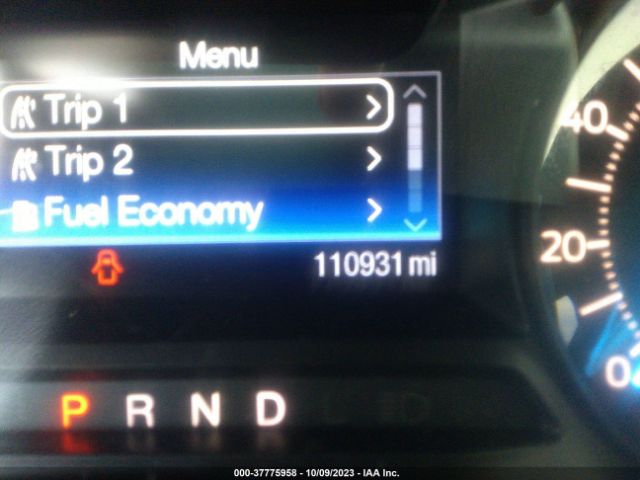 Menu
Trip 1
Trip 2
Fuel Economy
110931 mi
40
20
0
P R N D
000-37775958 - 10/09/2023 - IAA Inc.